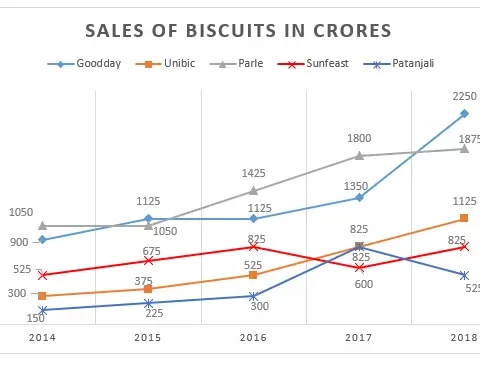 SALES OF BISCUITS IN CRORES
Goodday Unibic Parle Sunfeast Patanjali
2250
1800 1875
1425
1350
1050 1125 1125 1125
1050
900 825 825 825
675 825
525 525
600
375 525
300
300
150 225
2014 2015 2016 2017 2018